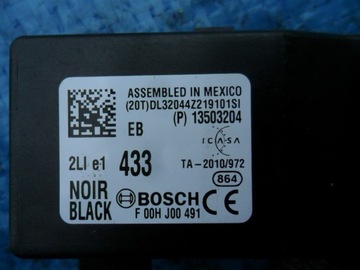 ASSEMBLED IN MEXICO
(20T)DL32044Z219101SI
(P) 13503204
EB
ICASA
2LI e1 433
TA-2010/972
864
NOIR
BLACK
BOSCH CE
F 00H J00 491